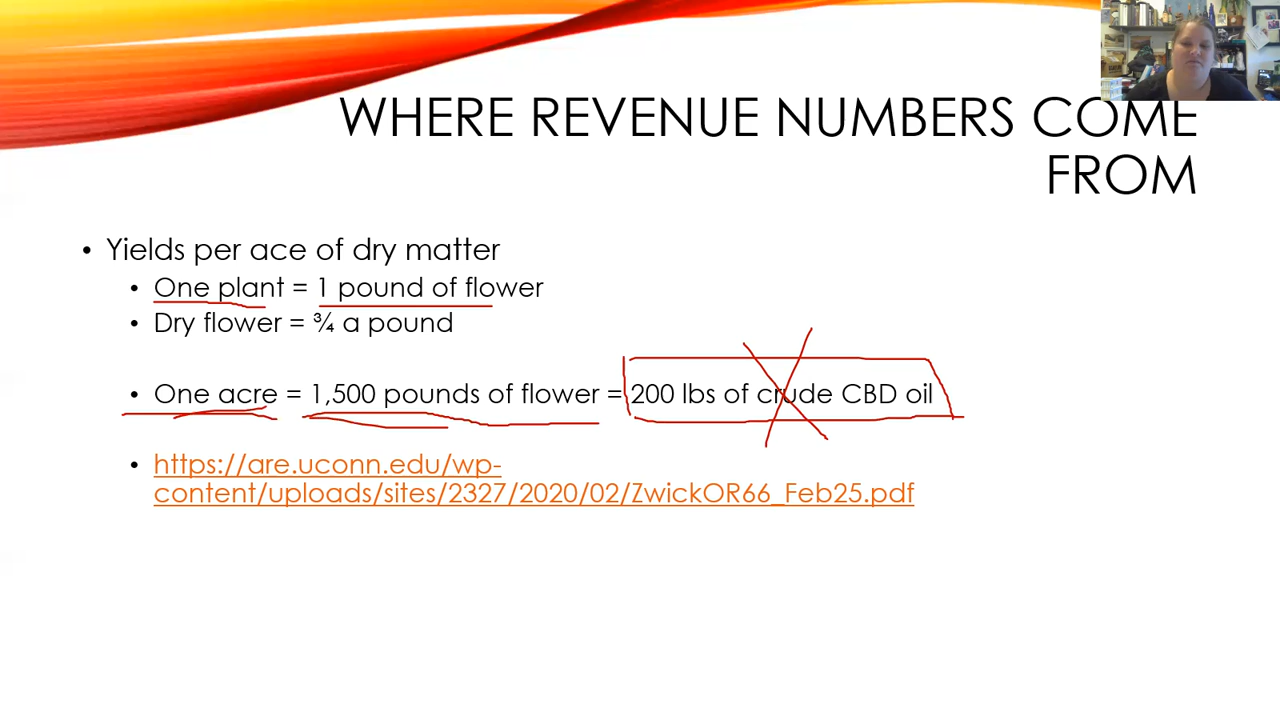 WHERE REVENUE NUMBERS COME
FROM
• Yields per ace of dry matter
• One plant = 1 pound of flower
• Dry flower = ¾ a pound
• One acre = 1,500 pounds of flower = 200 lbs of crude CBD oil
• https://are.uconn.edu/wp-
content/uploads/sites/2327/2020/02/ZwickOR66_Feb25.pdf